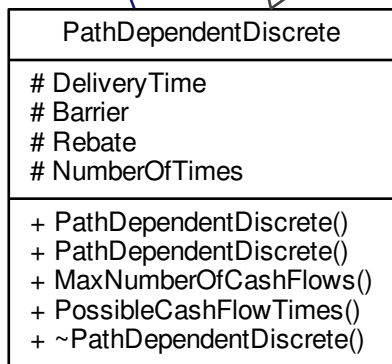 PathDependentDiscrete
# DeliveryTime
# Barrier
# Rebate
# NumberOfTimes
+ PathDependentDiscrete()
+ PathDependentDiscrete()
+ MaxNumberOfCashFlows()
+ PossibleCashFlowTimes()
+ ~PathDependentDiscrete()